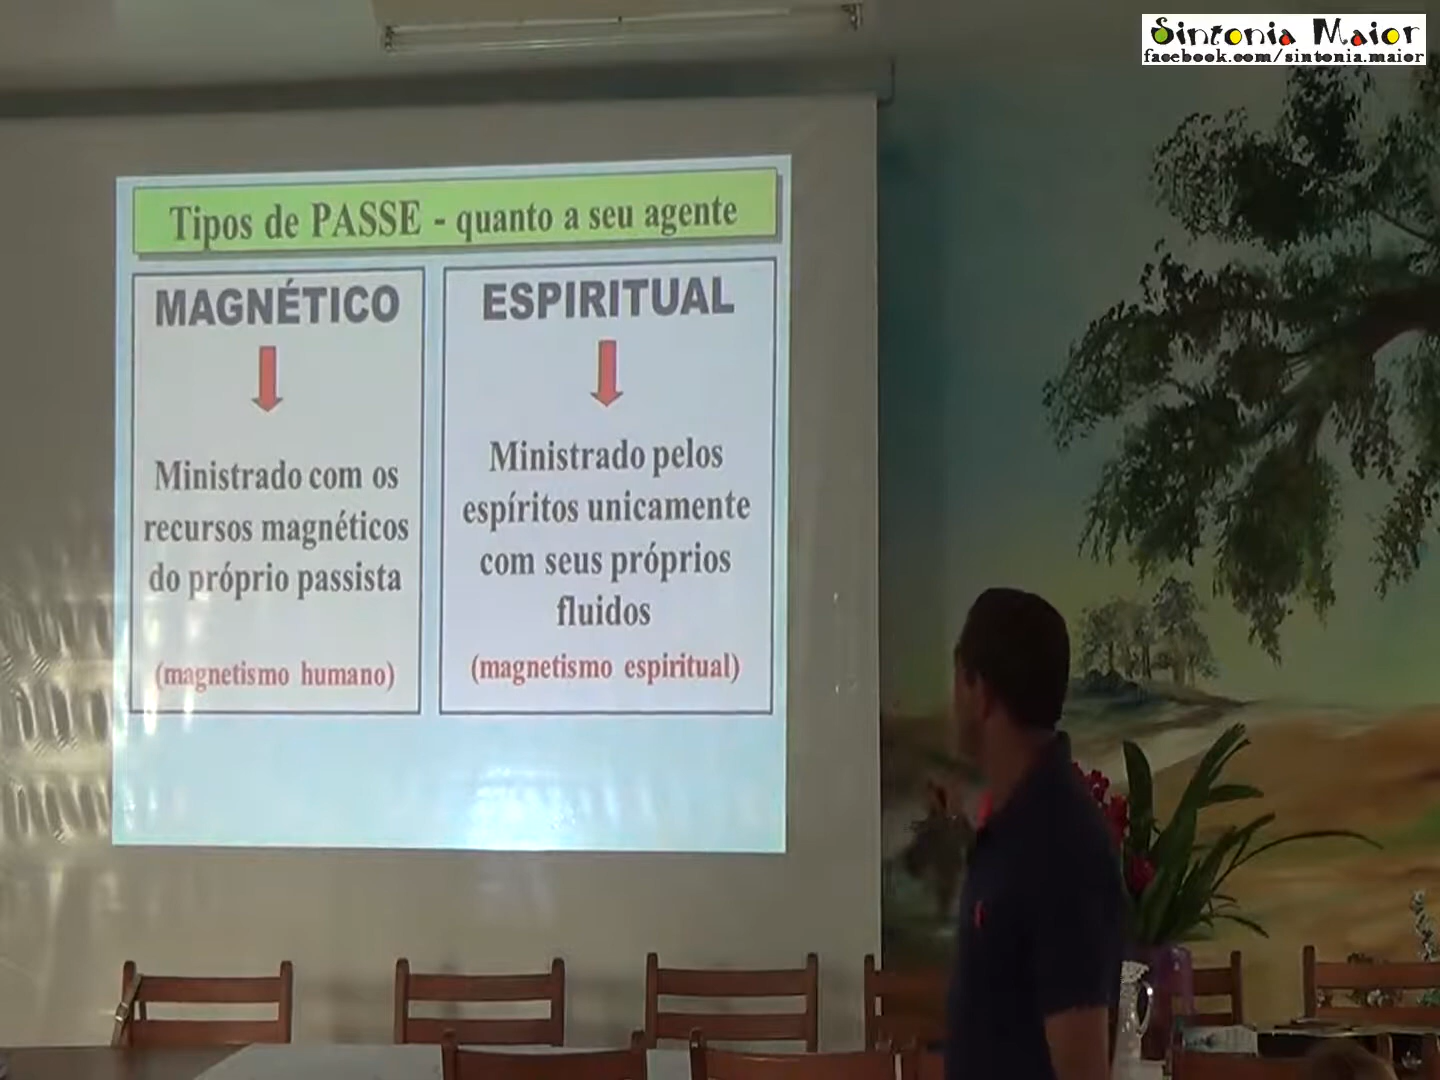 Sintonia Maior
facebook.com/sintonia.maior
Tipos de PASSE - quanto a seu agente
MAGNÉTICO
Ministrado com os
recursos magnéticos
do próprio passista
(magnetismo humano)
ESPIRITUAL
Ministrado pelos
espíritos unicamente
com seus próprios
fluidos
(magnetismo espiritual)